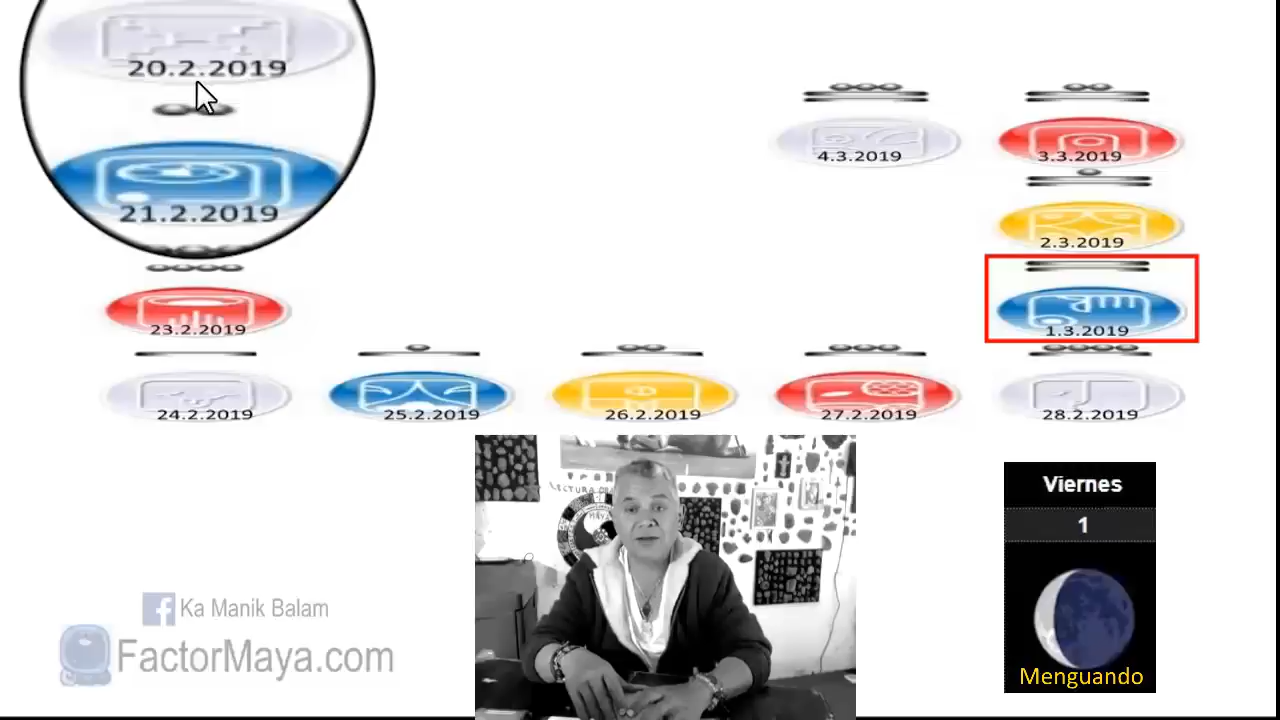 20.2.2019
21.2.2019
4.3.2019
3.3.2019
2.3.2019
23.2.2019
1.3.2019
24.2.2019
25.2.2019
26.2.2019
27.2.2019
28.2.2019
LECTURA
MAYA
Viernes
1
Menguando
Ka Manik Balam
FactorMaya.com